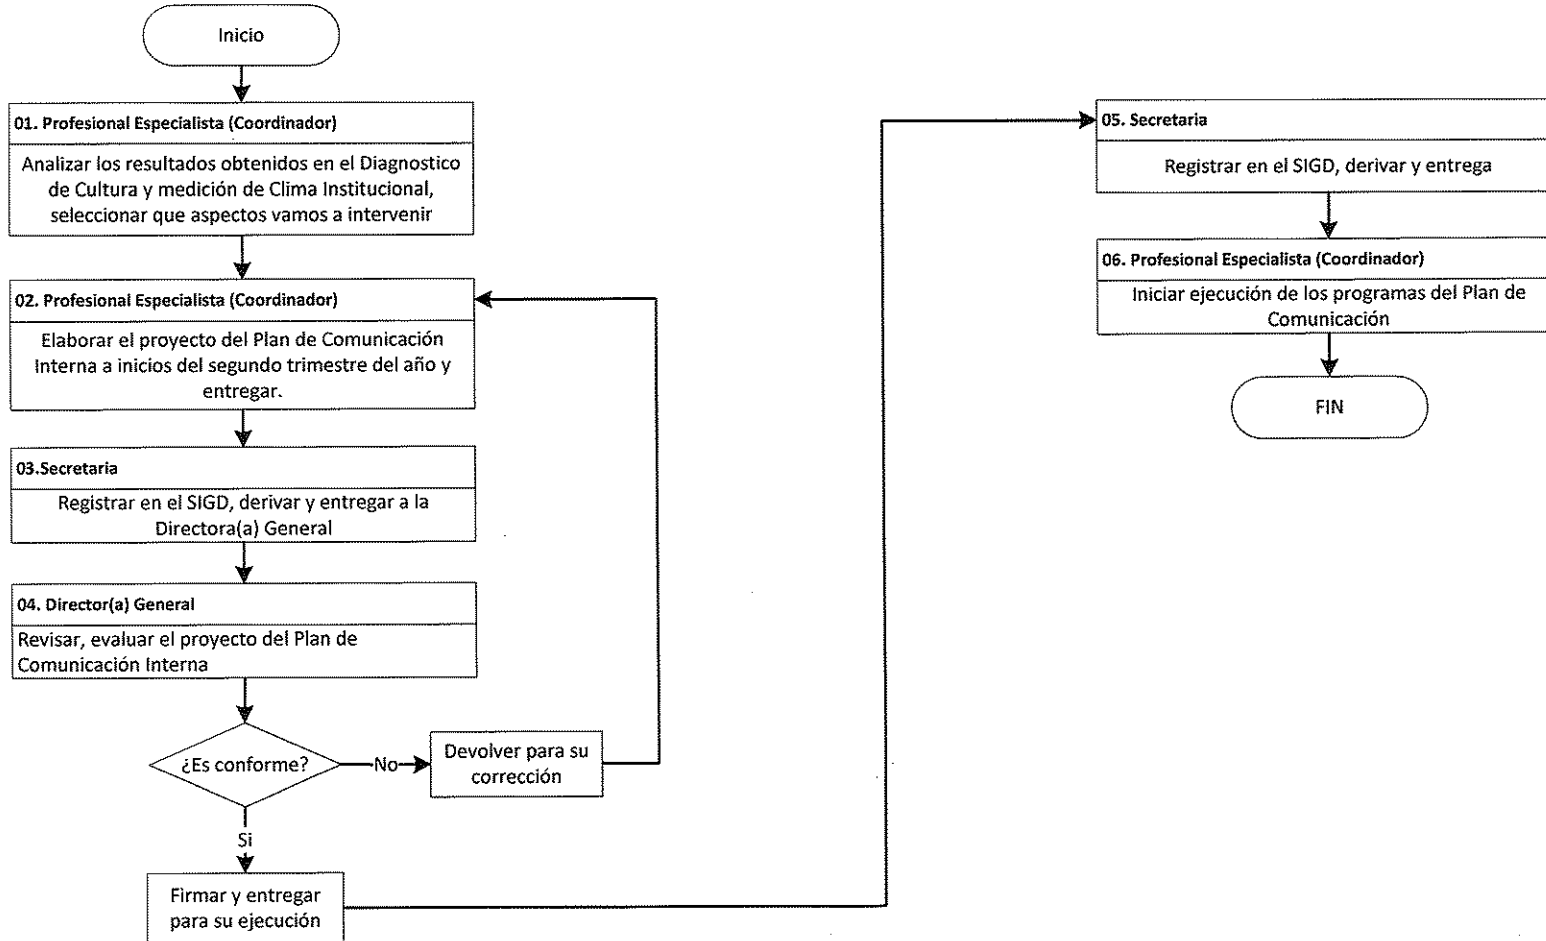 Inicio
01. Profesional Especialista (Coordinador)
Analizar los resultados obtenidos en el Diagnostico
de Cultura y medición de Clima Institucional,
seleccionar que aspectos vamos a intervenir
02. Profesional Especialista (Coordinador)
Elaborar el proyecto del Plan de Comunicación
Interna a inicios del segundo trimestre del año y
entregar.
03.Secretaria
Registrar en el SIGD, derivar y entregar a la
Directora(a) General
04. Director(a) General
Revisar, evaluar el proyecto del Plan de
Comunicación Interna
¿Es conforme?
No
Devolver para su
corrección
Si
Firmar y entregar
para su ejecución
05. Secretaria
Registrar en el SIGD, derivar y entrega
06. Profesional Especialista (Coordinador)
Iniciar ejecución de los programas del Plan de
Comunicación
FIN